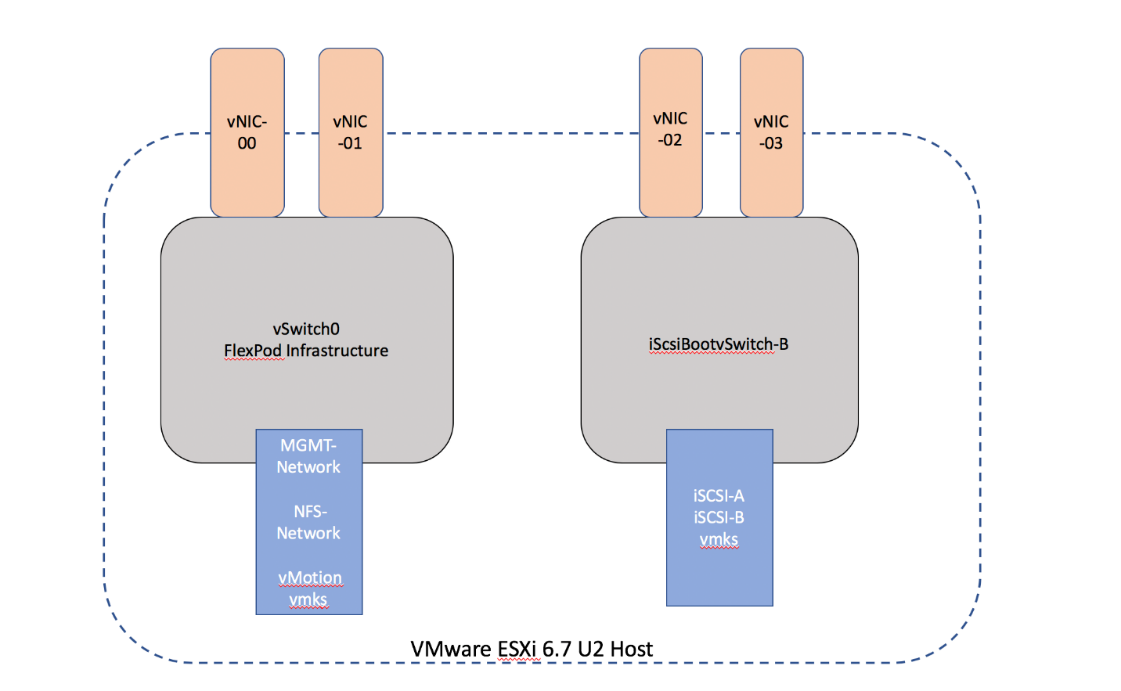 vNIC-
00
vNIC
-01
vNIC
-02
vNIC
-03
vSwitch0
FlexPod Infrastructure
iScsiBootvSwitch-B
MGMT-
Network
NFS-
Network
vMotion
vmks
iSCSI-A
iSCSI-B
vmks
VMware ESXi 6.7 U2 Host